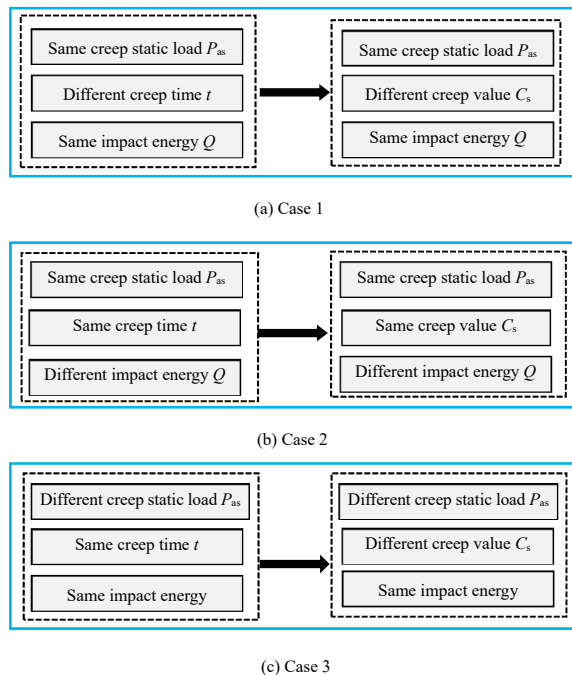 Same creep static load Pas
Different creep time t
Same impact energy Q
Same creep static load Pas
Different creep value Cs
Same impact energy Q
(a) Case 1
Same creep static load Pas
Same creep time t
Different impact energy Q
Same creep static load Pas
Same creep value Cs
Different impact energy Q
(b) Case 2
Different creep static load Pas
Same creep time t
Same impact energy
Different creep static load Pas
Different creep value Cs
Same impact energy
(c) Case 3